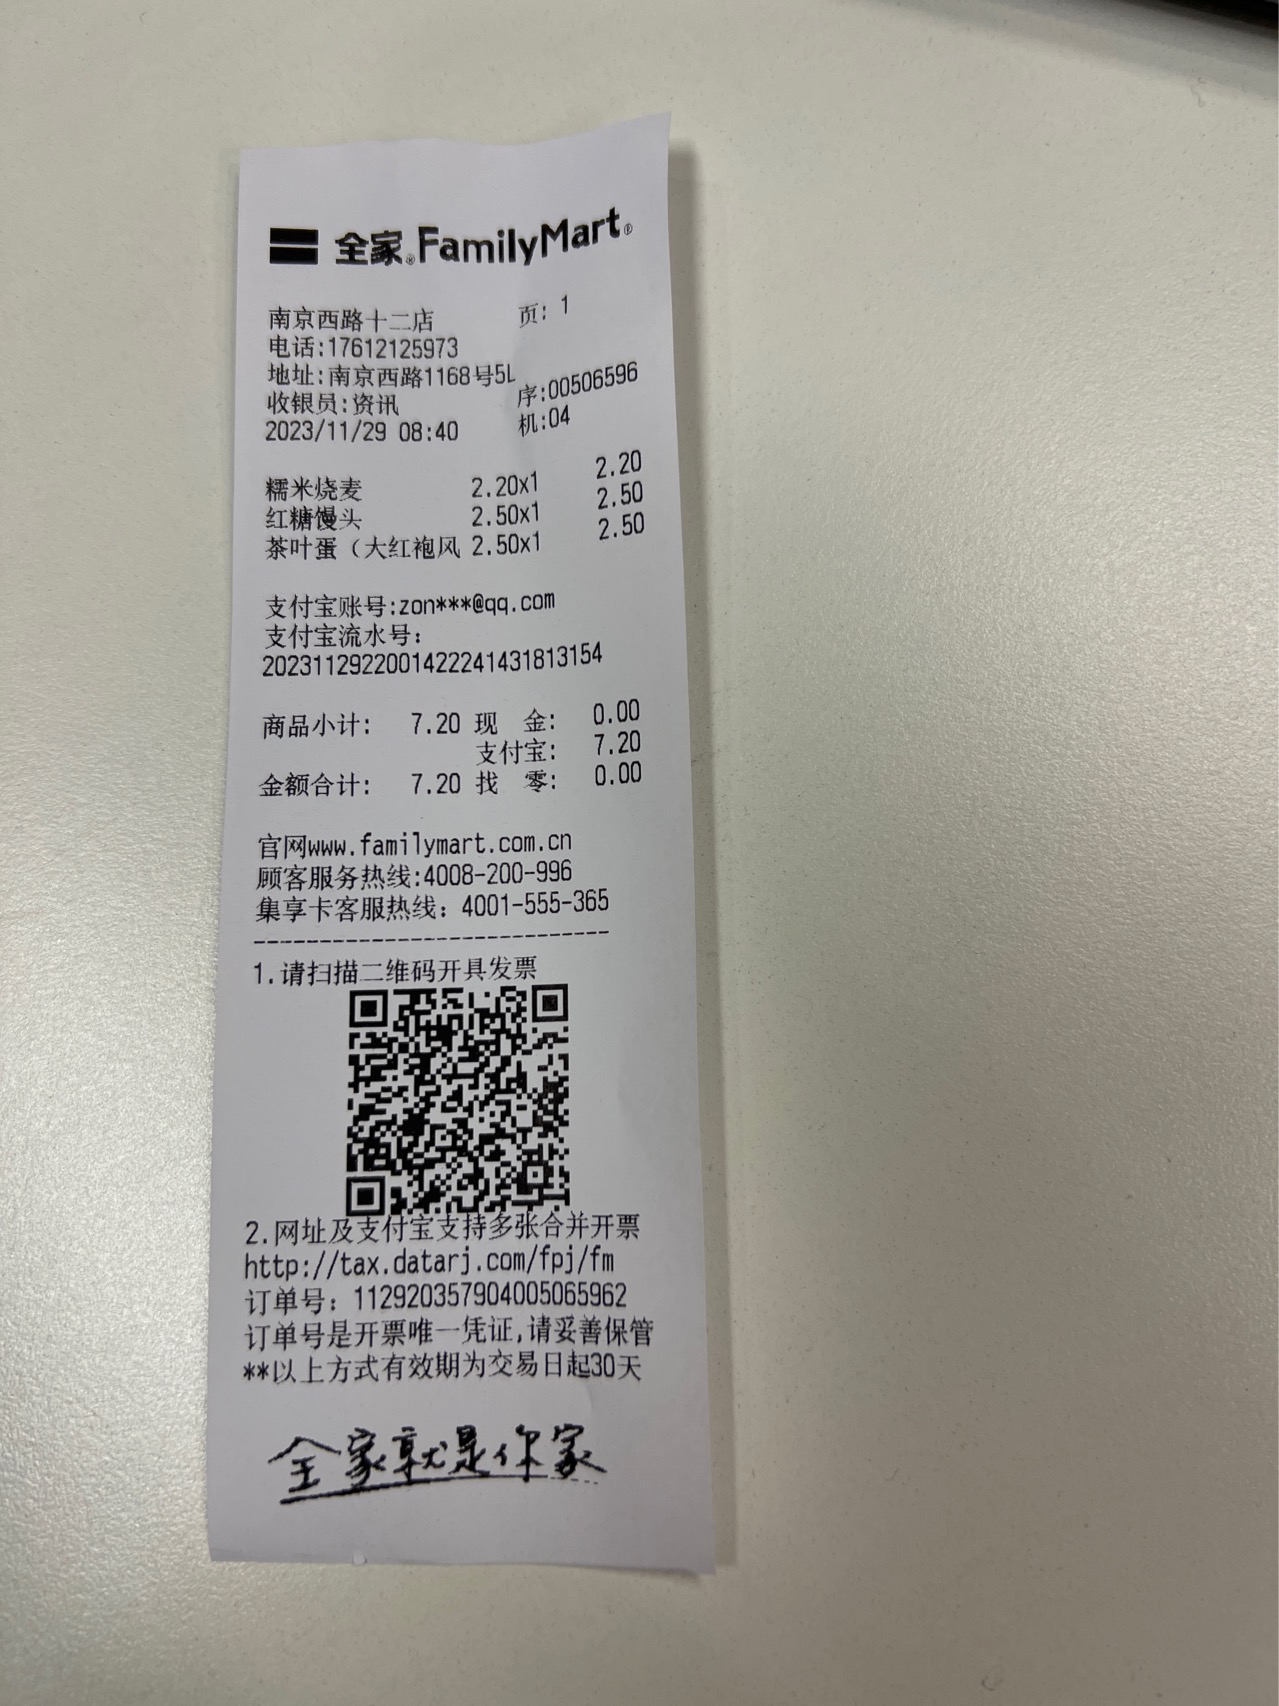 全家®FamilyMart®
南京西路十二店 页: 1
电话:17612125973
地址:南京西路1168号5L
收银员:资讯 序:00506596
2023/11/29 08:40 机:04
糯米烧麦 2.20x1 2.20
红糖馒头 2.50x1 2.50
茶叶蛋（大红袍风 2.50x1 2.50
支付宝账号:zon***@qq.com
支付宝流水号:
2023112922001422241431813154
商品小计: 7.20 现 金: 0.00
支付宝: 7.20
金额合计: 7.20 找 零: 0.00
官网www.familymart.com.cn
顾客服务热线:4008-200-996
集享卡客服热线: 4001-555-365
1.请扫描二维码开具发票
2.网址及支付宝支持多张合并开票
http://tax.datarj.com/fpj/fm
订单号: 112920357904005065962
订单号是开票唯一凭证,请妥善保管
**以上方式有效期为交易日起30天
全家就是你家